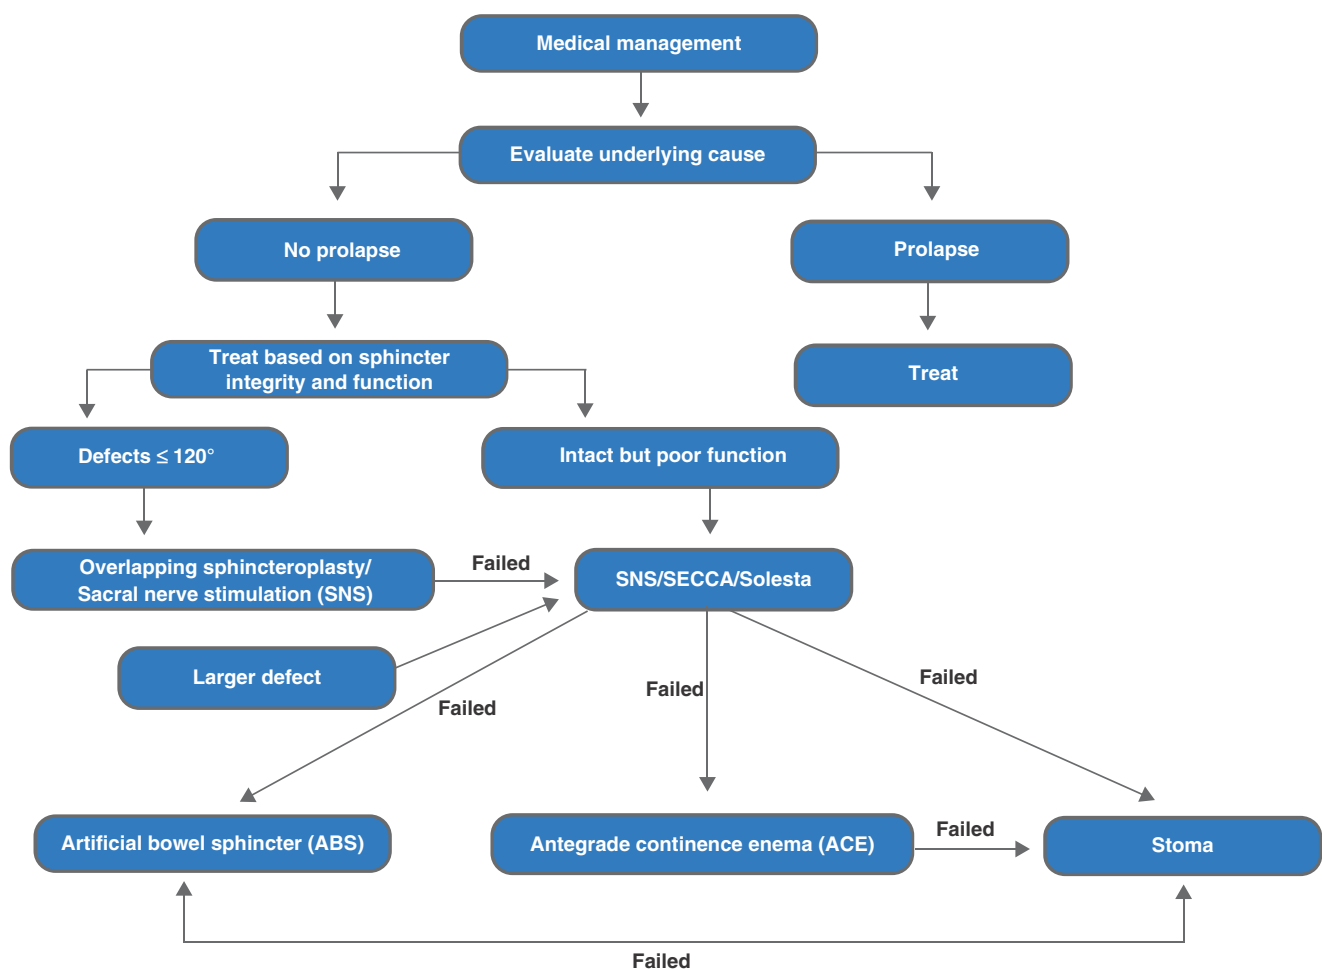 Medical management
Evaluate underlying cause
No prolapse
Prolapse
Treat based on sphincter
integrity and function
Treat
Defects ≤ 120°
Intact but poor function
Overlapping sphincteroplasty/
Sacral nerve stimulation (SNS)
Failed
SNS/SECCA/Solesta
Larger defect
Failed
Failed
Failed
Artificial bowel sphincter (ABS)
Antegrade continence enema (ACE)
Failed
Stoma
Failed